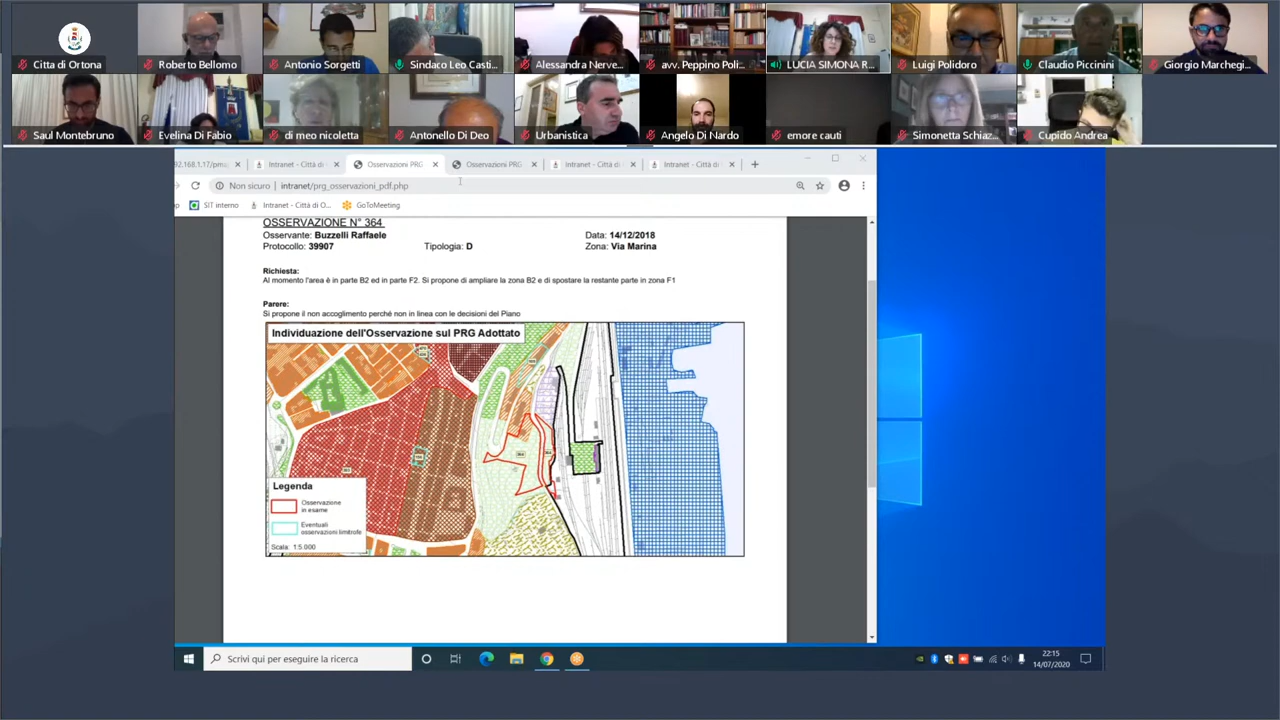 Citta di Ortona
Roberto Bellomo
Antonio Sorgetti
Sindaco Leo Casti...
Alessandra Nerve...
avv. Peppino Poli...
LUCIA SIMONA R...
Luigi Polidoro
Claudio Piccinini
Giorgio Marchegi...
Saul Montebruno
Evelina Di Fabio
di meo nicoletta
Antonello Di Deo
Urbanistica
Angelo Di Nardo
emore cauti
Simonetta Schiaz...
Cupido Andrea
Intranet - Città di
Osservazioni PRG
Osservazioni PRG
Intranet - Città di
Intranet - Città di
Non sicuro | intranet/prg_osservazioni_pdf.php
SIT interno
Intranet - Città di O...
GoToMeeting
OSSERVAZIONE N° 364
Osservante: Buzzelli Raffaele Data: 14/12/2018
Protocollo: 39907 Tipologia: D Zona: Via Marina
Richiesta:
Al momento l'area è in parte B2 ed in parte F2. Si propone di ampliare la zona B2 e di spostare la restante parte in zona F1
Parere:
Si propone il non accoglimento perché non in linea con le decisioni del Piano
Individuazione dell'Osservazione sul PRG Adottato
Legenda
Osservazione
in esame
Eventuali
osservazioni limitrofe
Scala: 1:5.000
Scrivi qui per eseguire la ricerca
22:15
14/07/2020